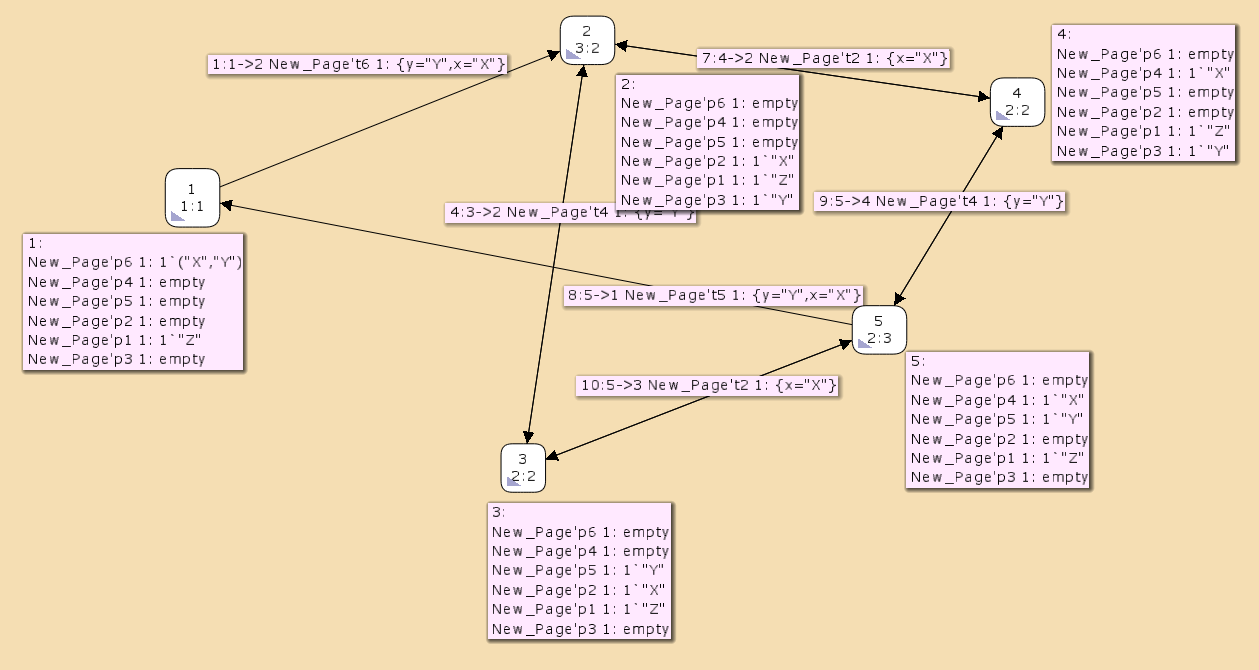 2
3:2
1:1->2 New_Page't6 1: {y="Y",x="X"}
7:4->2 New_Page't2 1: {x="X"}
4:
New_Page'p6 1: empty
New_Page'p4 1: 1`"X"
New_Page'p5 1: empty
New_Page'p2 1: empty
New_Page'p1 1: 1`"Z"
New_Page'p3 1: 1`"Y"
4
2:2
2:
New_Page'p6 1: empty
New_Page'p4 1: empty
New_Page'p5 1: empty
New_Page'p2 1: 1`"X"
New_Page'p1 1: 1`"Z"
New_Page'p3 1: 1`"Y"
1
1:1
4:3->2 New_Page't4 1: {y="Y"}
9:5->4 New_Page't4 1: {y="Y"}
1:
New_Page'p6 1: 1`("X","Y")
New_Page'p4 1: empty
New_Page'p5 1: empty
New_Page'p2 1: empty
New_Page'p1 1: 1`"Z"
New_Page'p3 1: empty
8:5->1 New_Page't5 1: {y="Y",x="X"}
5
2:3
10:5->3 New_Page't2 1: {x="X"}
5:
New_Page'p6 1: empty
New_Page'p4 1: 1`"X"
New_Page'p5 1: 1`"Y"
New_Page'p2 1: empty
New_Page'p1 1: 1`"Z"
New_Page'p3 1: empty
3
2:2
3:
New_Page'p6 1: empty
New_Page'p4 1: empty
New_Page'p5 1: 1`"Y"
New_Page'p2 1: 1`"X"
New_Page'p1 1: 1`"Z"
New_Page'p3 1: empty